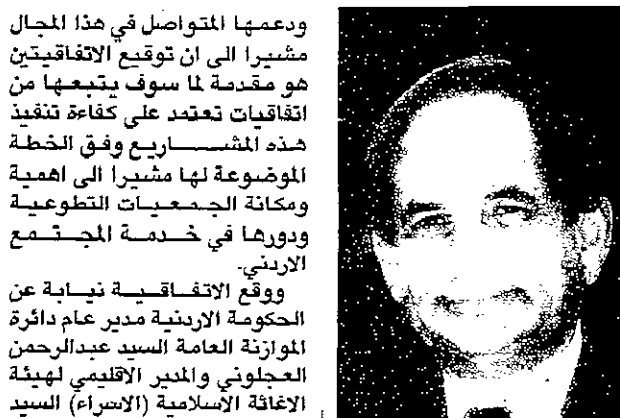 ودعمها المتواصل في هذا المجال
مشيرا الى ان توقيع الاتفاقيتين
هو مقدمة لما سوف يتبعها من
اتفاقيات تعتمد على كفاءة تنفيذ
هذه المشاريع وفق الخطة
الموضوعة لها مشيرا الى اهمية
ومكانة الجمعيات التطوعية
ودورها في خدمة المجتمع
الاردني.
ووقع الاتفاقية نيابة عن
الحكومة الاردنية مدير عام دائرة
الموازنة العامة السيد عبدالرحمن
العجلوني والمدير الاقليمي لهيئة
الاغاثة الاسلامية (الاسراء) السيد